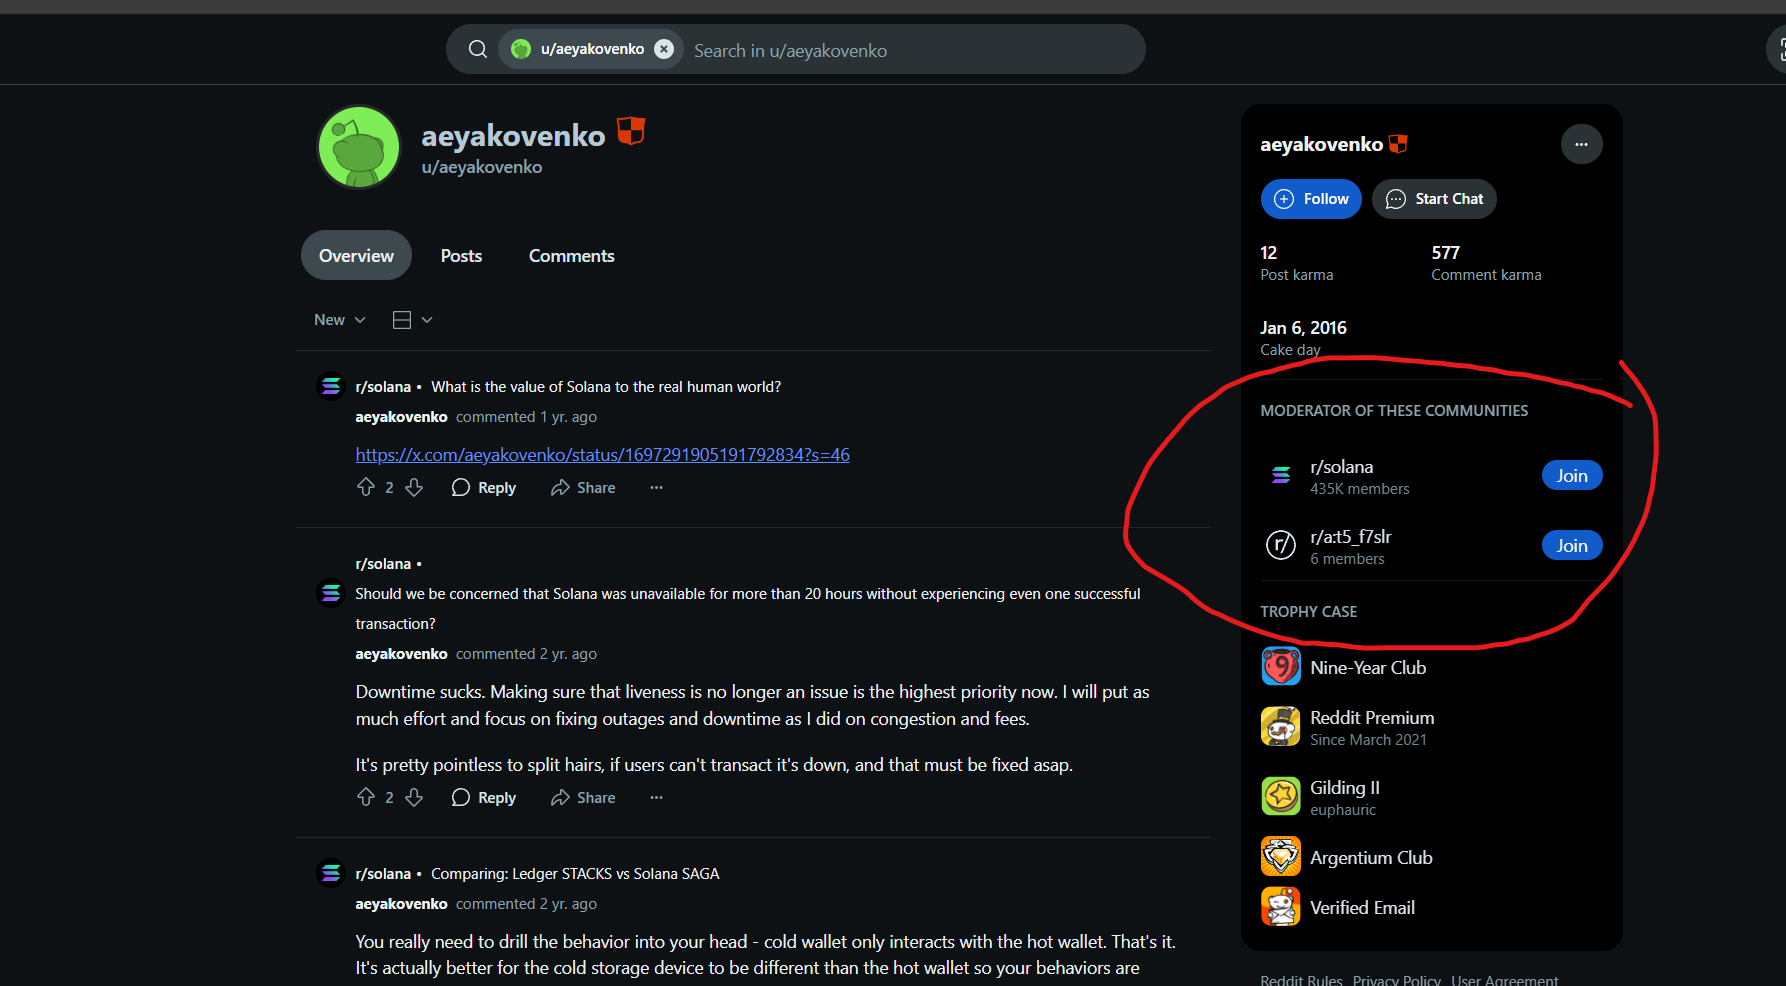 u/aeyakovenko
Search in u/aeyakovenko
aeyakovenko
u/aeyakovenko
Overview
Posts
Comments
New
r/solana • What is the value of Solana to the real human world?
aeyakovenko commented 1 yr. ago
https://x.com/aeyakovenko/status/1697291905191792834?s=46
2
Reply
Share
r/solana •
Should we be concerned that Solana was unavailable for more than 20 hours without experiencing even one successful
transaction?
aeyakovenko commented 2 yr. ago
Downtime sucks. Making sure that liveness is no longer an issue is the highest priority now. I will put as
much effort and focus on fixing outages and downtime as I did on congestion and fees.
It's pretty pointless to split hairs, if users can't transact it's down, and that must be fixed asap.
2
Reply
Share
r/solana • Comparing: Ledger STACKS vs Solana SAGA
aeyakovenko commented 2 yr. ago
You really need to drill the behavior into your head - cold wallet only interacts with the hot wallet. That's it.
It's actually better for the cold storage device to be different than the hot wallet so your behaviors are
aeyakovenko
Follow
Start Chat
12
Post karma
577
Comment karma
Jan 6, 2016
Cake day
MODERATOR OF THESE COMMUNITIES
r/solana
435K members
Join
r/
r/a:t5_f7slr
6 members
Join
TROPHY CASE
9
Nine-Year Club
Reddit Premium
Since March 2021
Gilding II
euphauric
Argentium Club
Verified Email
Reddit Rules Privacy Policy User Agreement